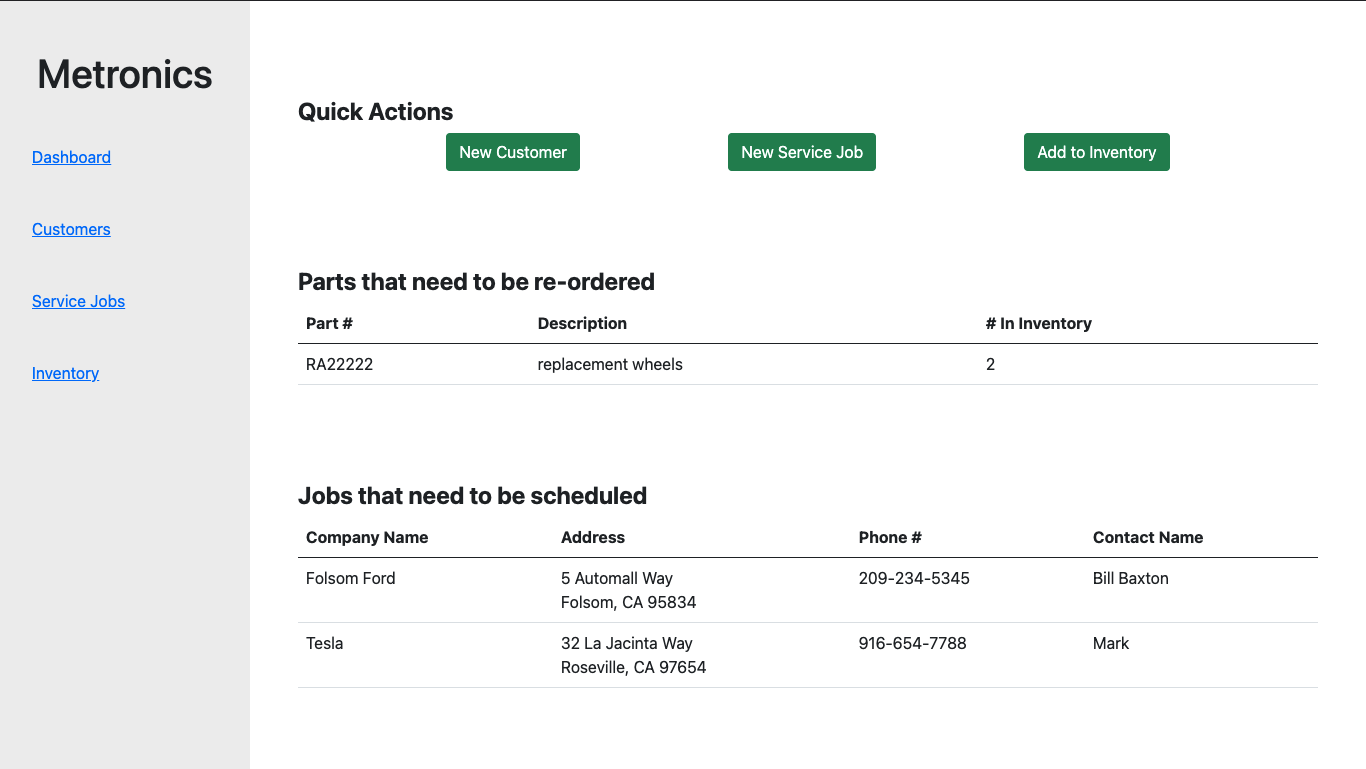 Metronics
Dashboard
Customers
Service Jobs
Inventory
Quick Actions
New Customer New Service Job Add to Inventory
Parts that need to be re-ordered
Part # Description # In Inventory
RA22222 replacement wheels 2
Jobs that need to be scheduled
Company Name Address Phone # Contact Name
Folsom Ford 5 Automall Way 209-234-5345 Bill Baxton
Folsom, CA 95834
Tesla 32 La Jacinta Way 916-654-7788 Mark
Roseville, CA 97654